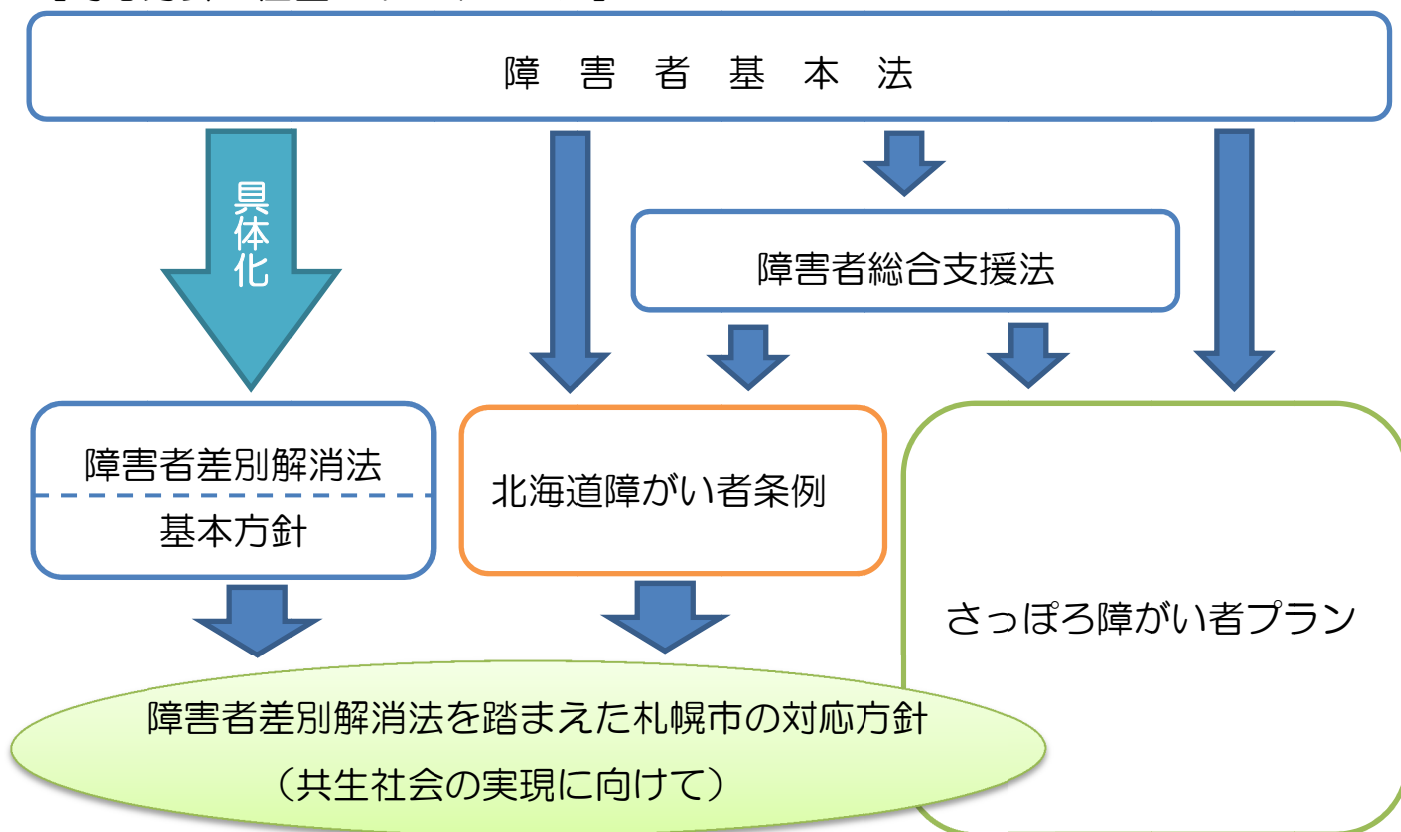 障害者基本法
具体化
障害者総合支援法
障害者差別解消法
基本方針
北海道障がい者条例
さっぽろ障がい者プラン
障害者差別解消法を踏まえた札幌市の対応方針
（共生社会の実現に向けて）